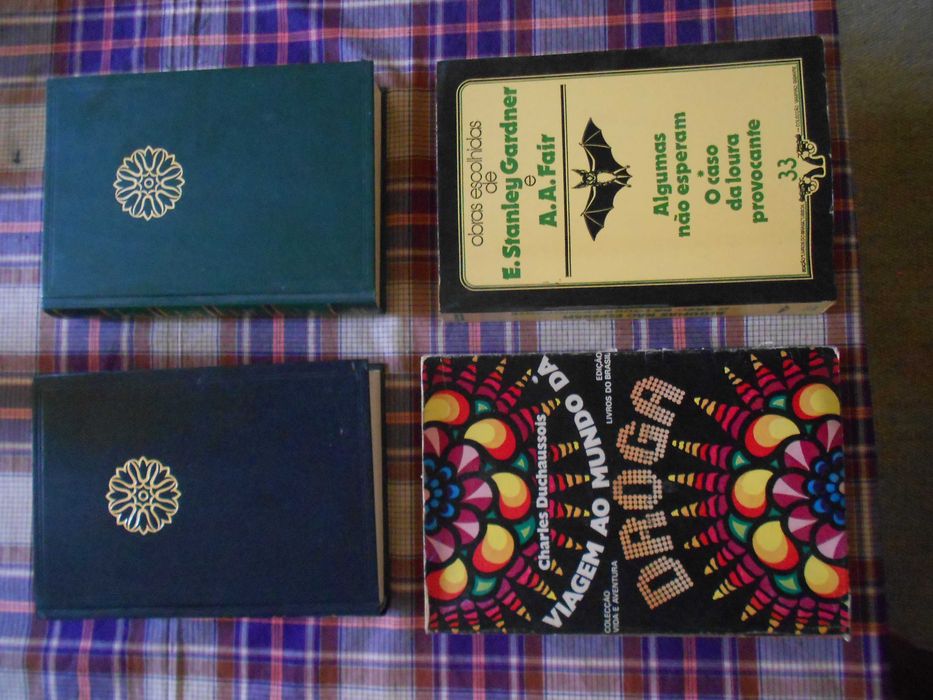 obras escolhidas
de
E. Stanley Gardner
e
A. A. Fair
Algumas
não esperam
*
O caso
da loura
provocante
33
Charles Duchaussois
VIAGEM AO MUNDO DA
DROGA
COLECÇÃO
VIDA E AVENTURA
EDIÇÃO
LIVROS DO BRASIL